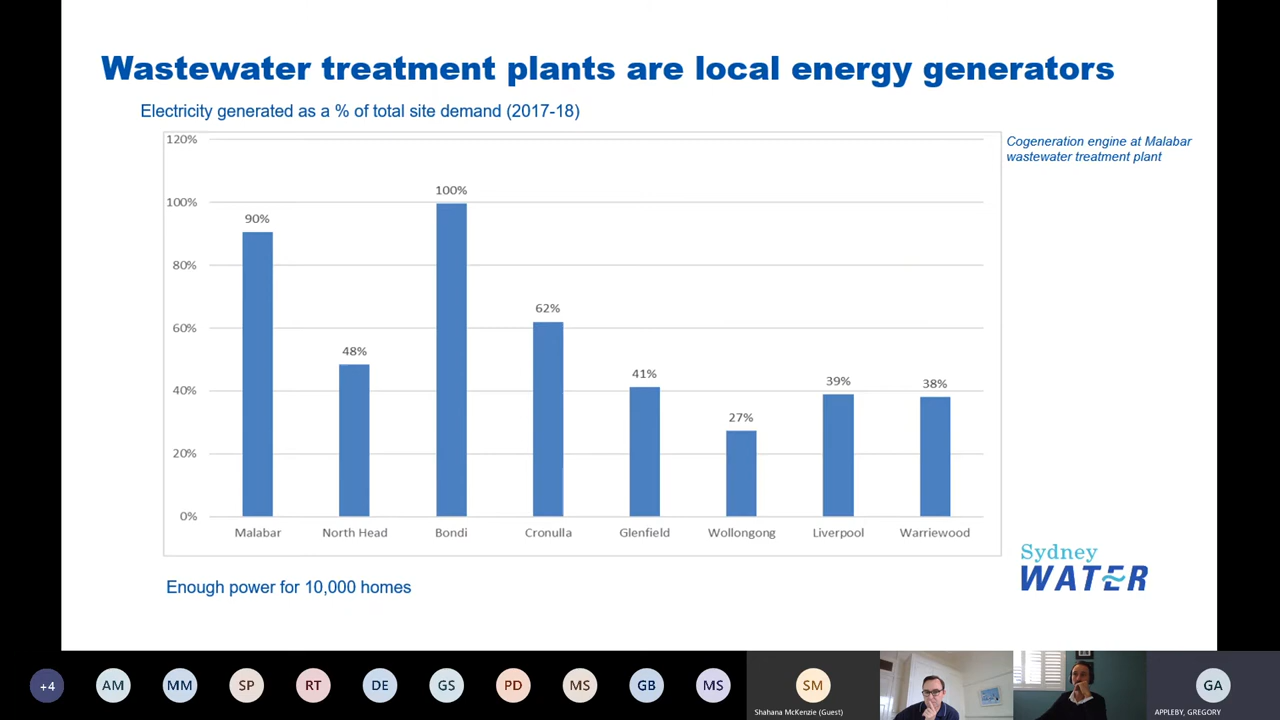 Wastewater treatment plants are local energy generators
Electricity generated as a % of total site demand (2017-18)
Cogeneration engine at Malabar
wastewater treatment plant
120%
100%
80%
60%
40%
20%
0%
90%
48%
100%
62%
41%
27%
39%
38%
Malabar
North Head
Bondi
Cronulla
Glenfield
Wollongong
Liverpool
Warriewood
Enough power for 10,000 homes
Sydney
WATER
+4
AM
MM
SP
RT
DE
GS
PD
MS
GB
MS
SM
Shahana McKenzie (Guest)
GA
APPLEBY, GREGORY